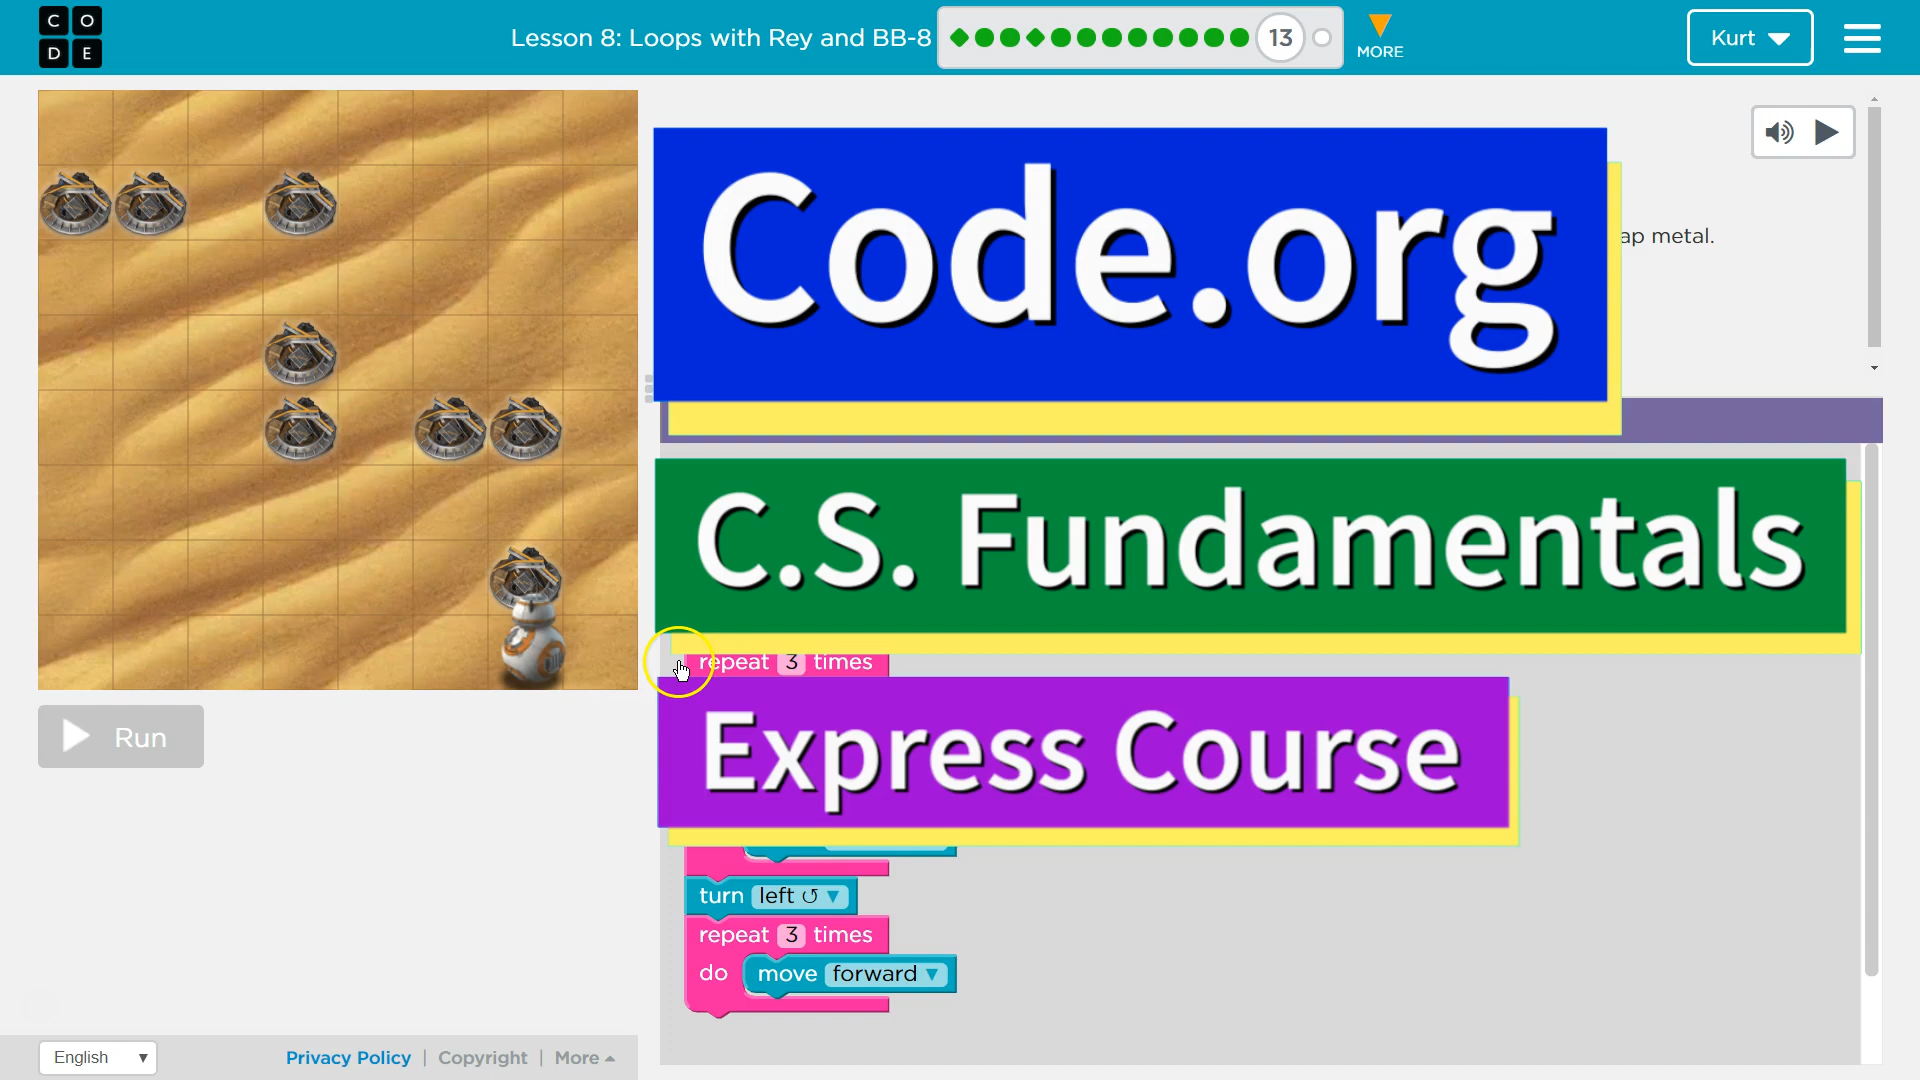 CODE
Lesson 8: Loops with Rey and BB-8
13
MORE
Kurt
Code.org
metal.
C.S. Fundamentals
repeat 3 times
Express Course
Run
turn left
repeat 3 times
do move forward
English
Privacy Policy | Copyright | More